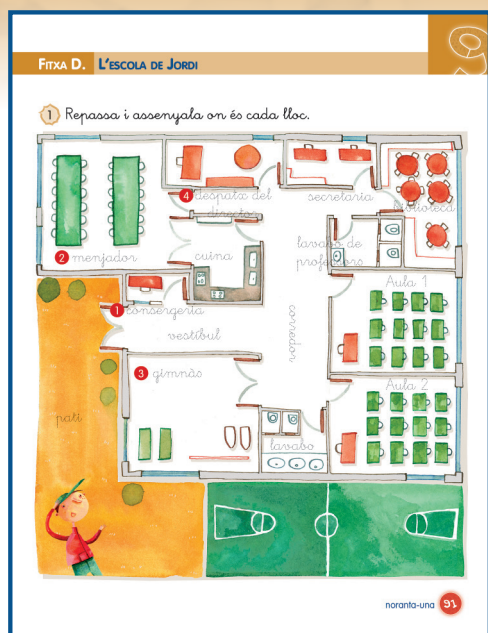 FITXA D. L'ESCOLA DE JORDI
9
1 Repassa i assenyala on és cada lloc.
4 despatx del
director
secretaria
biblioteca
2 menjador
cuina
lavabo de
professors
Aula 1
1 consergeria
vestíbul
corredor
3 gimnàs
Aula 2
pati
lavabo
noranta-una 91